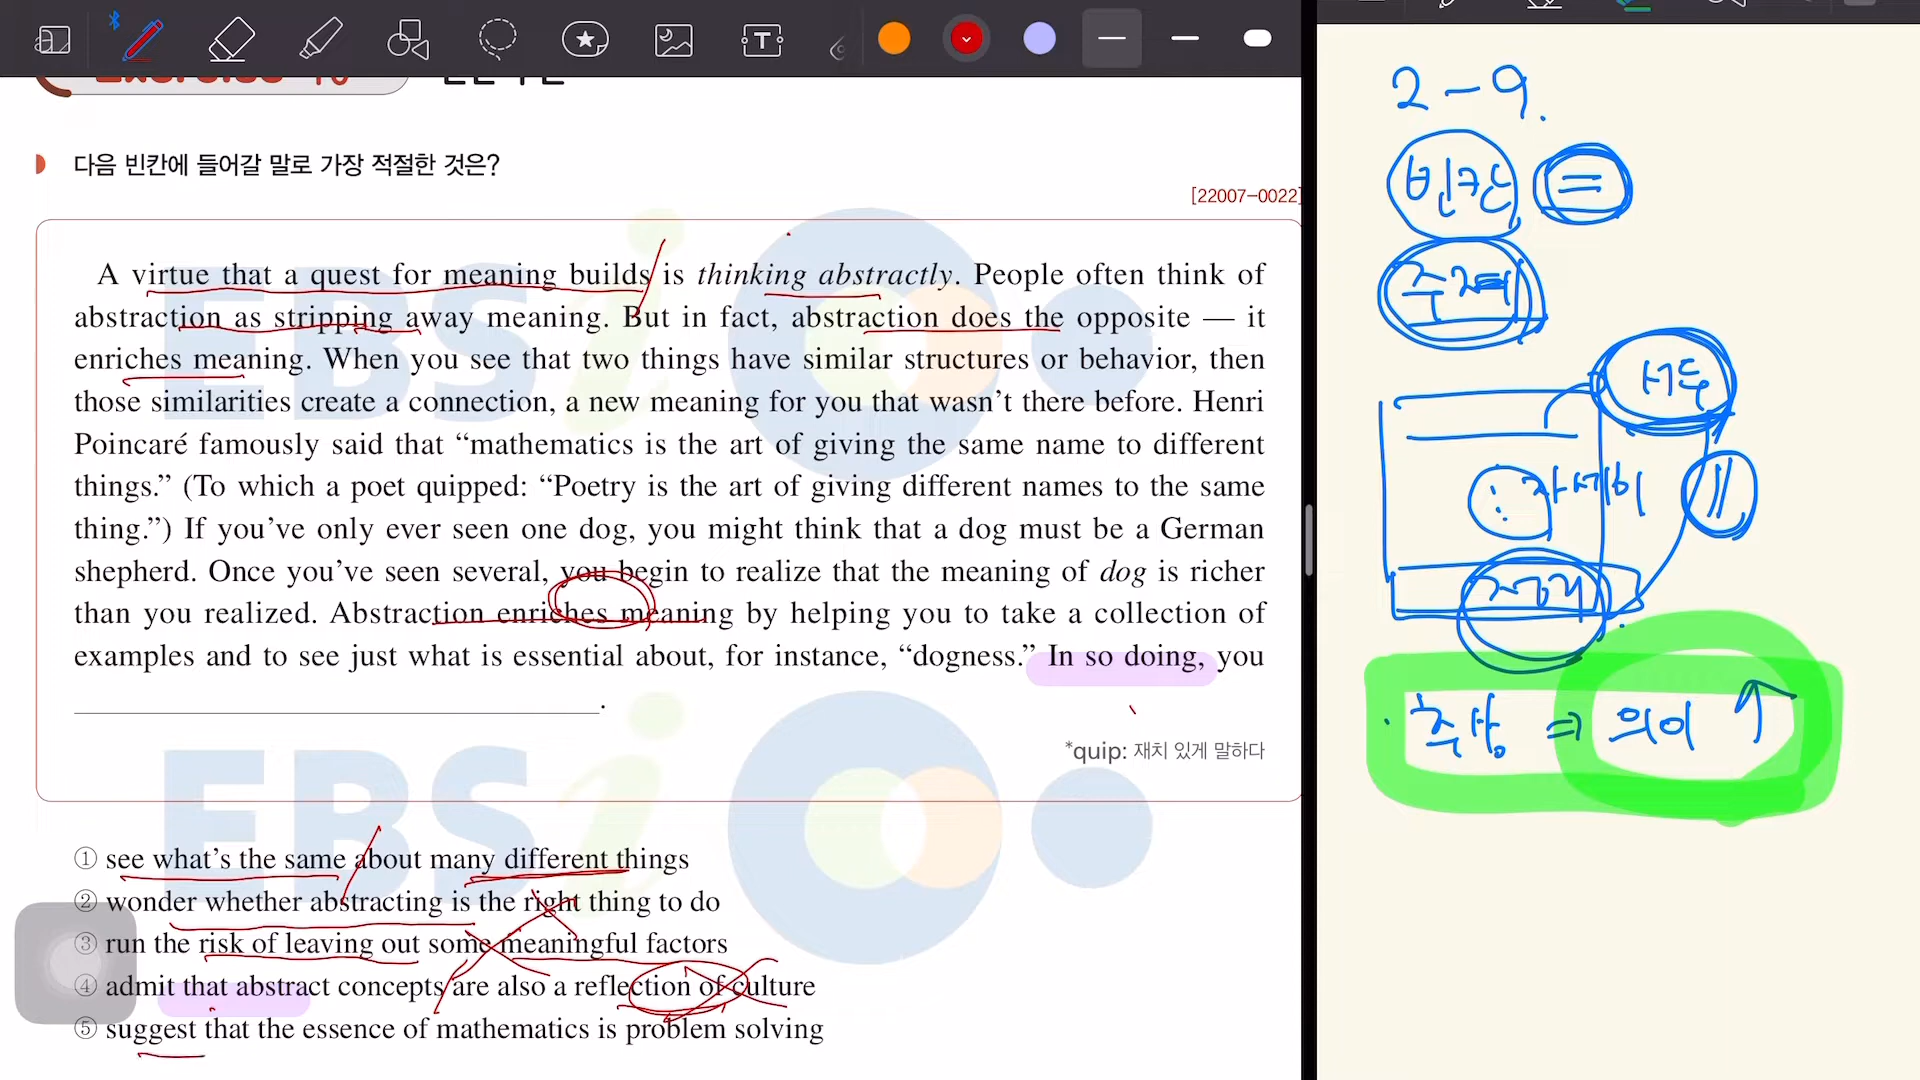 다음 빈칸에 들어갈 말로 가장 적절한 것은?
[22007-0022]
A virtue that a quest for meaning builds is thinking abstractly. People often think of
abstraction as stripping away meaning. But in fact, abstraction does the opposite — it
enriches meaning. When you see that two things have similar structures or behavior, then
those similarities create a connection, a new meaning for you that wasn't there before. Henri
Poincaré famously said that “mathematics is the art of giving the same name to different
things.” (To which a poet quipped: “Poetry is the art of giving different names to the same
thing.”) If you've only ever seen one dog, you might think that a dog must be a German
shepherd. Once you've seen several, you begin to realize that the meaning of dog is richer
than you realized. Abstraction enriches meaning by helping you to take a collection of
examples and to see just what is essential about, for instance, “dogness.” In so doing, you
.
*quip: 재치 있게 말하다
① see what's the same about many different things
② wonder whether abstracting is the right thing to do
③ run the risk of leaving out some meaningful factors
④ admit that abstract concepts are also a reflection of culture
⑤ suggest that the essence of mathematics is problem solving
EBSi
EBSi
2-9.
빈칸 =
주제
서두
자세히
추상 ⇒ 의미 ↑